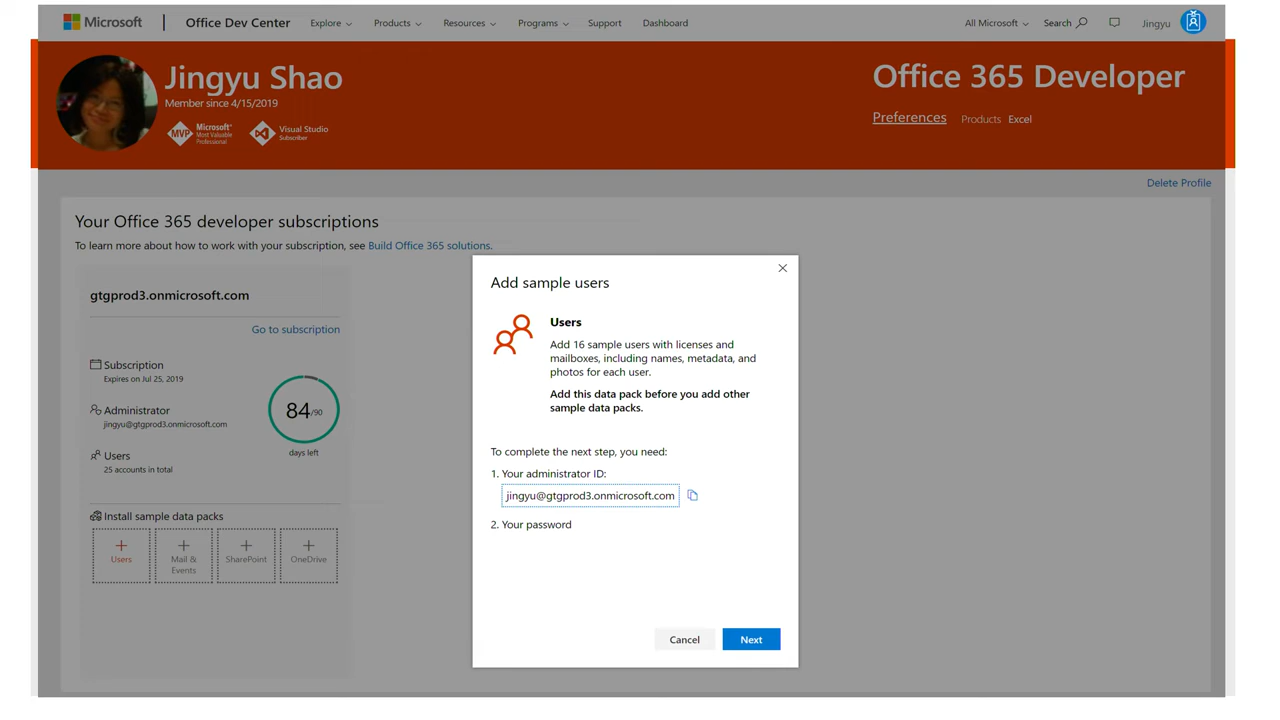 Microsoft
Office Dev Center
Explore
Products
Resources
Programs
Support
Dashboard
All Microsoft
Search
Jingyu
Jingyu Shao
Member since 4/15/2019
MVP
Microsoft®
Most Valuable
Professional
Visual Studio
Subscriber
Office 365 Developer
Preferences
Products
Excel
Delete Profile
Your Office 365 developer subscriptions
To learn more about how to work with your subscription, see Build Office 365 solutions.
gtgprod3.onmicrosoft.com
Go to subscription
Subscription
Expires on Jul 25, 2019
Administrator
jingyu@gtgprod3.onmicrosoft.com
Users
25 accounts in total
84/90
days left
Install sample data packs
Users
Mail &
Events
SharePoint
OneDrive
Add sample users
Users
Add 16 sample users with licenses and
mailboxes, including names, metadata, and
photos for each user.
Add this data pack before you add other
sample data packs.
To complete the next step, you need:
1. Your administrator ID:
jingyu@gtgprod3.onmicrosoft.com
2. Your password
Cancel
Next